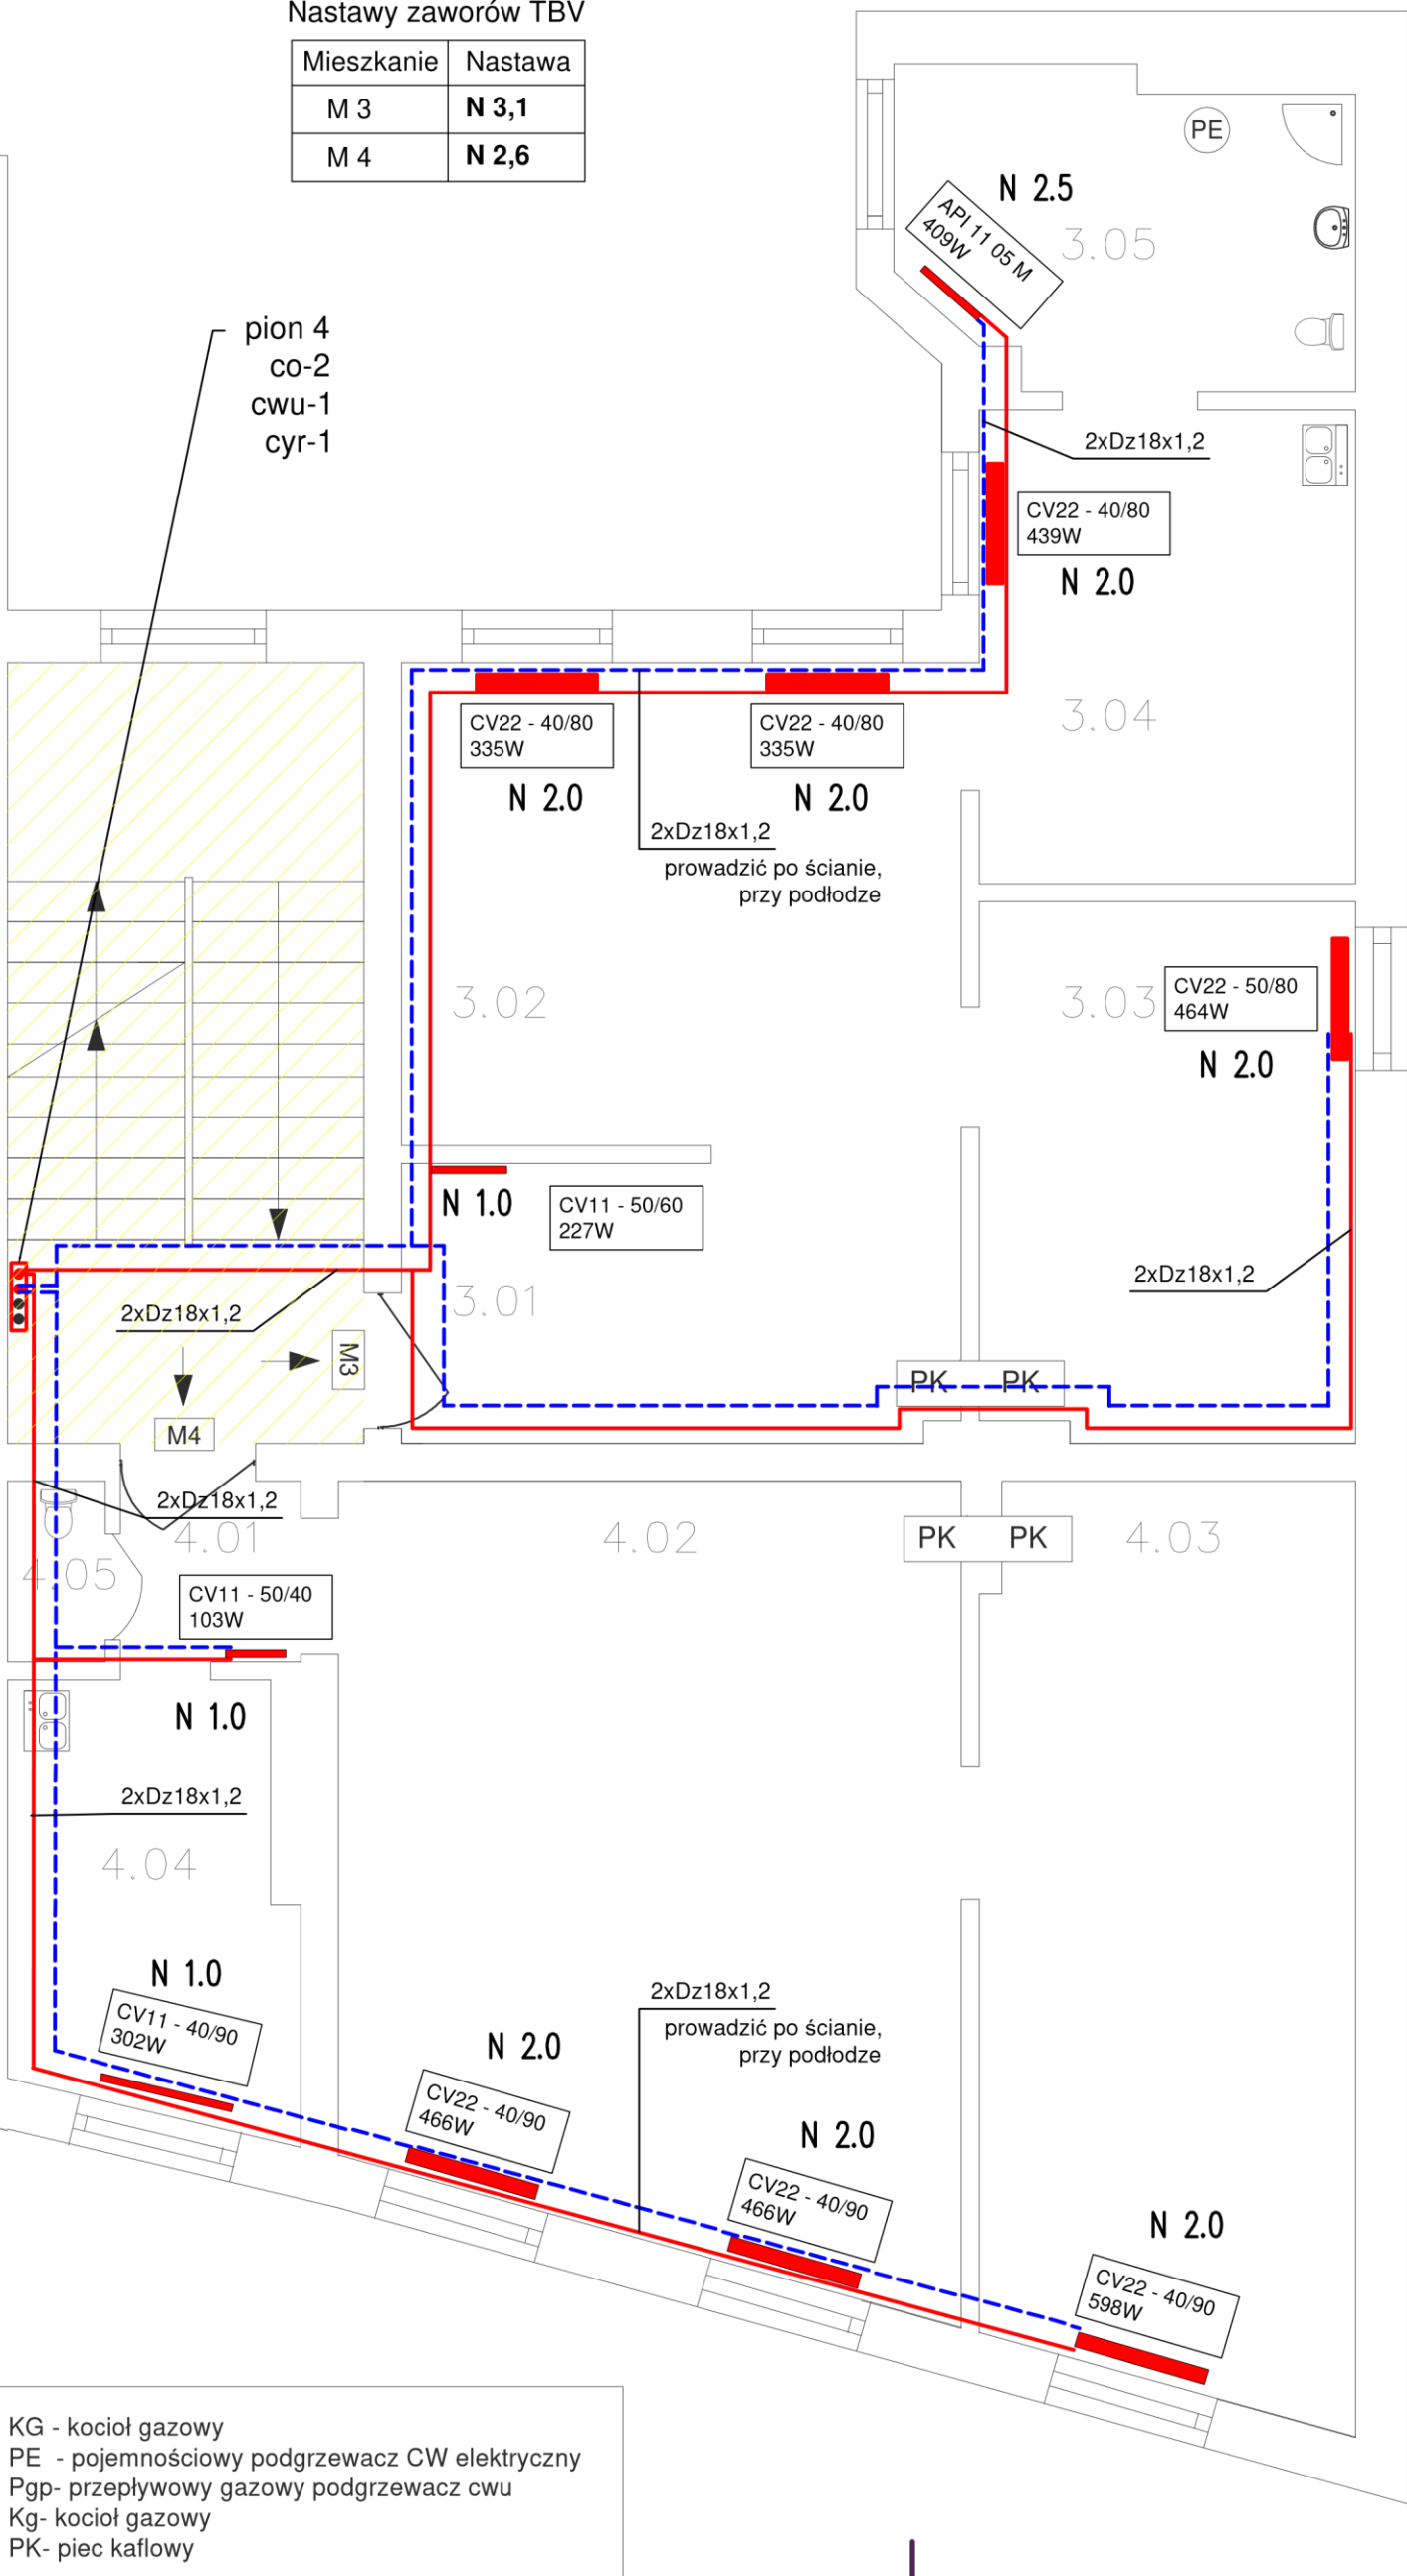 Nastawy zaworów TBV
Mieszkanie Nastawa
M 3 N 3,1
M 4 N 2,6
PE
N 2.5
API 11 05 M
409W
3.05
pion 4
co-2
cwu-1
cyr-1
2xDz18x1,2
CV22 - 40/80
439W
N 2.0
3.04
CV22 - 40/80
335W
N 2.0
CV22 - 40/80
335W
N 2.0
2xDz18x1,2
prowadzić po ścianie,
przy podłodze
3.02
3.03
CV22 - 50/80
464W
N 2.0
N 1.0
CV11 - 50/60
227W
3.01
2xDz18x1,2
2xDz18x1,2
M3
M4
PK PK
2xDz18x1,2
4.01
4.05
4.02
PK PK
4.03
CV11 - 50/40
103W
N 1.0
2xDz18x1,2
4.04
N 1.0
CV11 - 40/90
302W
2xDz18x1,2
prowadzić po ścianie,
przy podłodze
N 2.0
CV22 - 40/90
466W
N 2.0
CV22 - 40/90
466W
N 2.0
CV22 - 40/90
598W
KG - kocioł gazowy
PE - pojemnościowy podgrzewacz CW elektryczny
Pgp- przepływowy gazowy podgrzewacz cwu
Kg- kocioł gazowy
PK- piec kaflowy